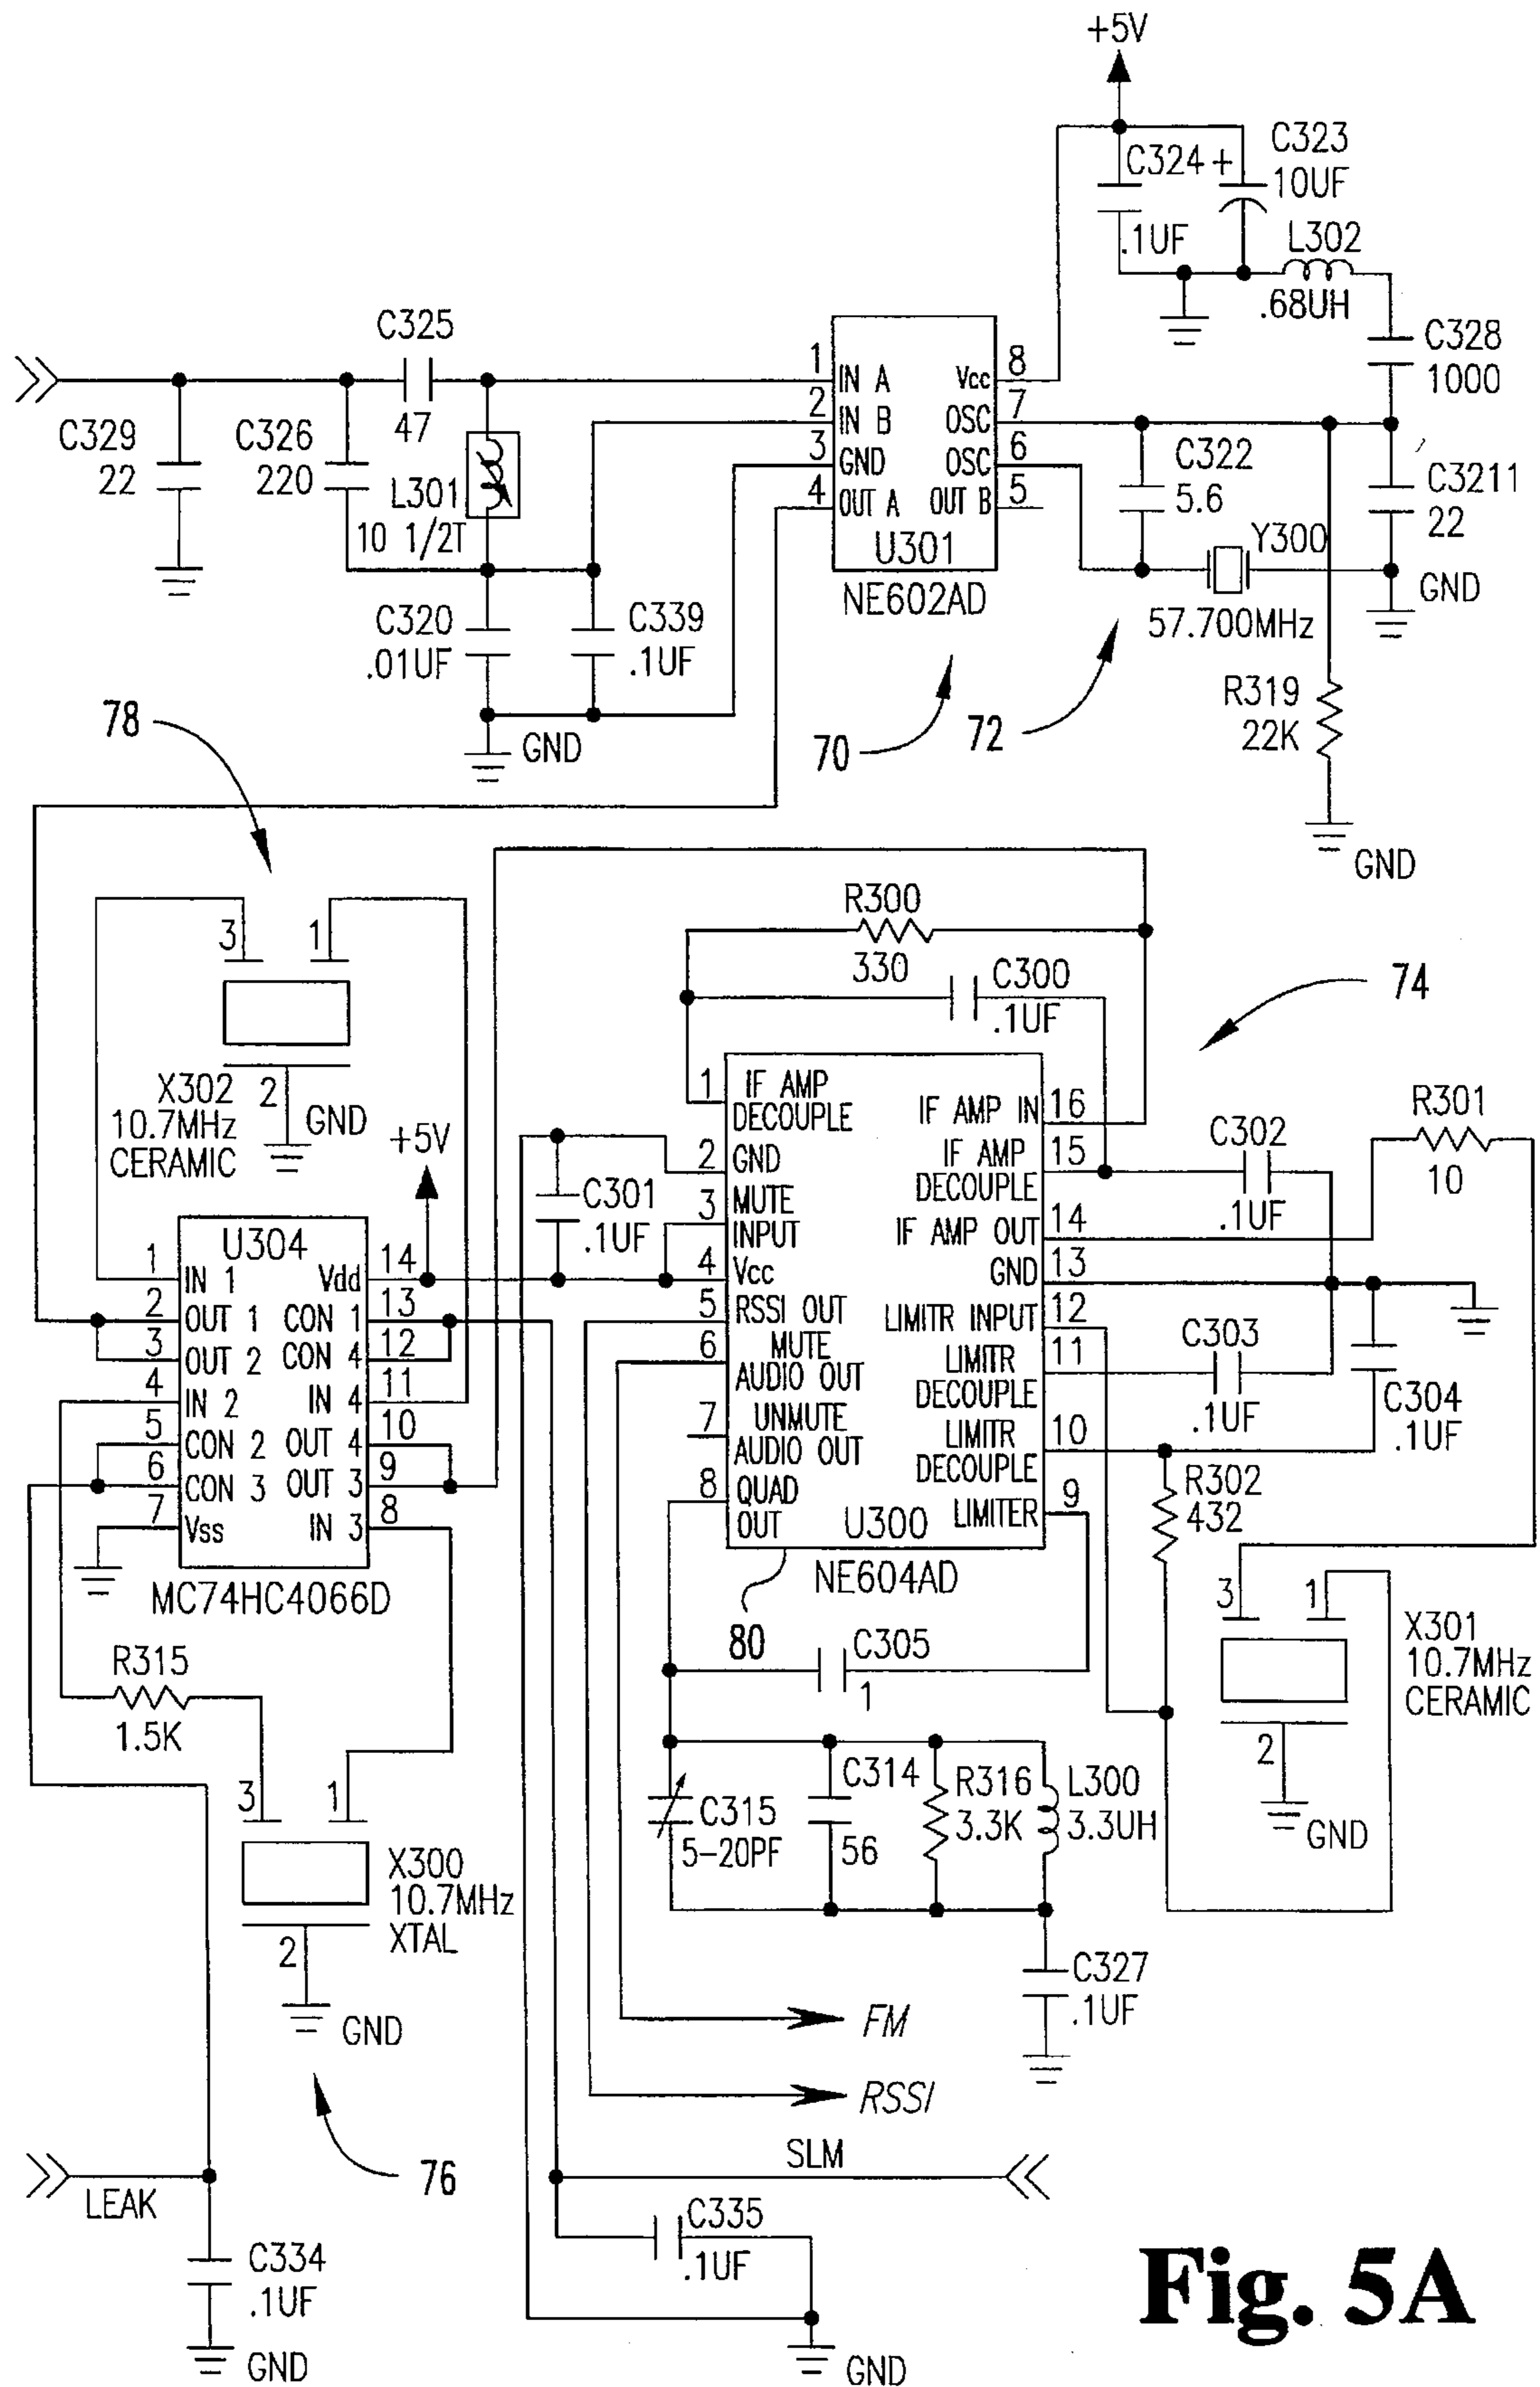 +5V
C324
+
C323
10UF
.1UF
L302
.68UH
C325
47
C328
1000
C329
22
C326
220
L301
10 1/2T
1
2
3
4
IN A
IN B
GND
OUT A
Vcc
OSC
OSC
OUT B
8
7
6
5
U301
NE602AD
C322
5.6
C3211
22
Y300
57.700MHz
GND
C320
.01UF
C339
.1UF
GND
R319
22K
GND
78
70
72
3
1
X302
10.7MHz
CERAMIC
2
GND
+5V
R300
330
C300
.1UF
74
C301
.1UF
1
2
3
4
5
6
7
8
IF AMP
DECOUPLE
GND
MUTE
INPUT
Vcc
RSSI OUT
MUTE
AUDIO OUT
UNMUTE
AUDIO OUT
QUAD
OUT
IF AMP IN
IF AMP
DECOUPLE
IF AMP OUT
GND
LIMITR INPUT
LIMITR
DECOUPLE
LIMITR
DECOUPLE
LIMITER
16
15
14
13
12
11
10
9
U300
NE604AD
80
C302
.1UF
R301
10
C303
.1UF
C304
.1UF
R302
432
U304
1
2
3
4
5
6
7
IN 1
OUT 1
OUT 2
IN 2
CON 2
CON 3
Vss
Vdd
CON 1
CON 4
IN 4
OUT 4
OUT 3
IN 3
14
13
12
11
10
9
8
MC74HC4066D
R315
1.5K
3
1
X300
10.7MHz
XTAL
2
GND
76
C305
1
3
1
X301
10.7MHz
CERAMIC
2
GND
C315
5-20PF
C314
56
R316
3.3K
L300
3.3UH
C327
.1UF
FM
RSSI
SLM
LEAK
C334
.1UF
GND
C335
.1UF
GND
Fig. 5A